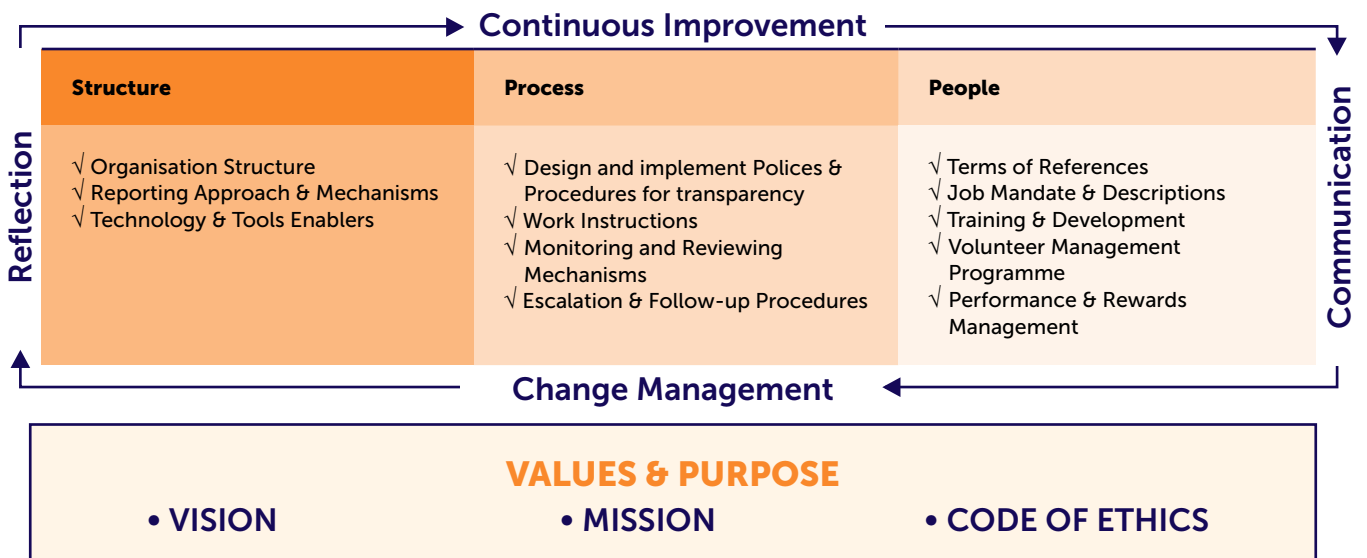 Continuous Improvement
Reflection
Structure
√ Organisation Structure
√ Reporting Approach & Mechanisms
√ Technology & Tools Enablers
Process
√ Design and implement Polices &
Procedures for transparency
√ Work Instructions
√ Monitoring and Reviewing
Mechanisms
√ Escalation & Follow-up Procedures
People
√ Terms of References
√ Job Mandate & Descriptions
√ Training & Development
√ Volunteer Management
Programme
√ Performance & Rewards
Management
Communication
Change Management
VALUES & PURPOSE
• VISION
• MISSION
• CODE OF ETHICS